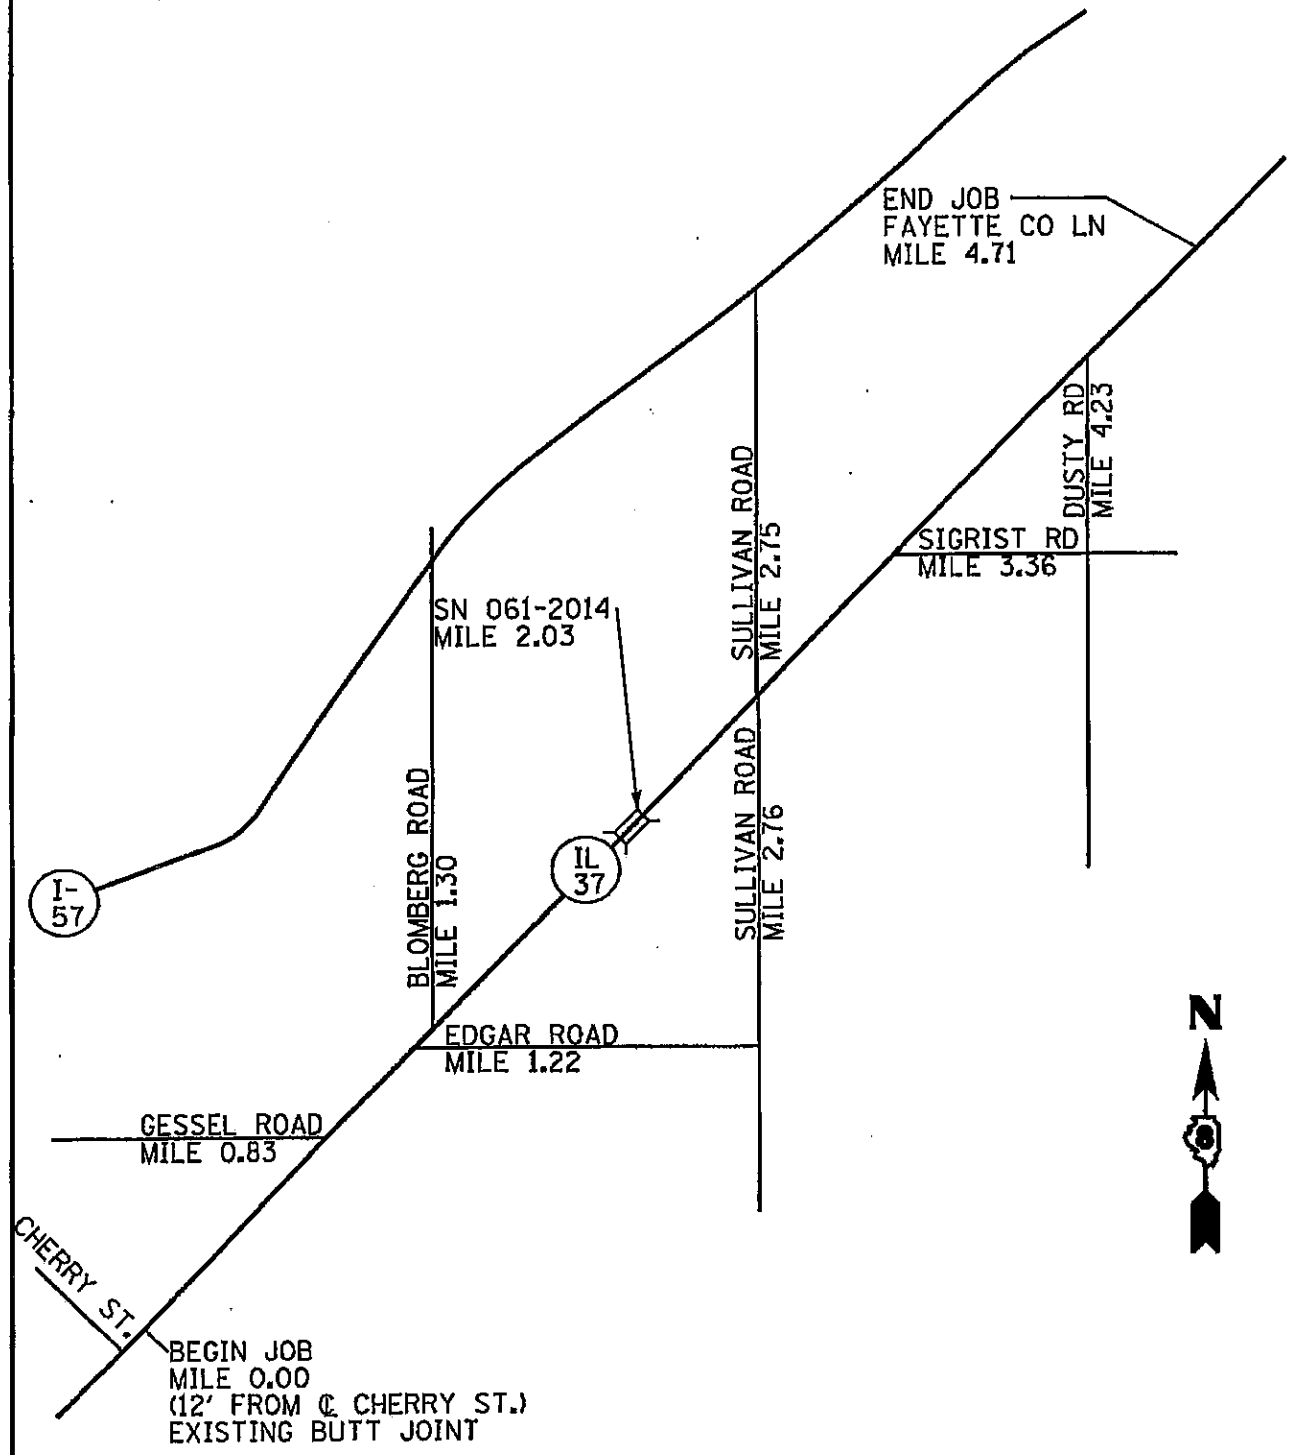 END JOB
FAYETTE CO LN
MILE 4.71
DUSTY RD
MILE 4.23
SULLIVAN ROAD
MILE 2.75
SIGRIST RD
MILE 3.36
SN 061-2014
MILE 2.03
SULLIVAN ROAD
MILE 2.76
BLOMBERG ROAD
MILE 1.30
IL
37
I-
57
EDGAR ROAD
MILE 1.22
N
8
GESSEL ROAD
MILE 0.83
CHERRY ST.
BEGIN JOB
MILE 0.00
(12' FROM ℄ CHERRY ST.)
EXISTING BUTT JOINT